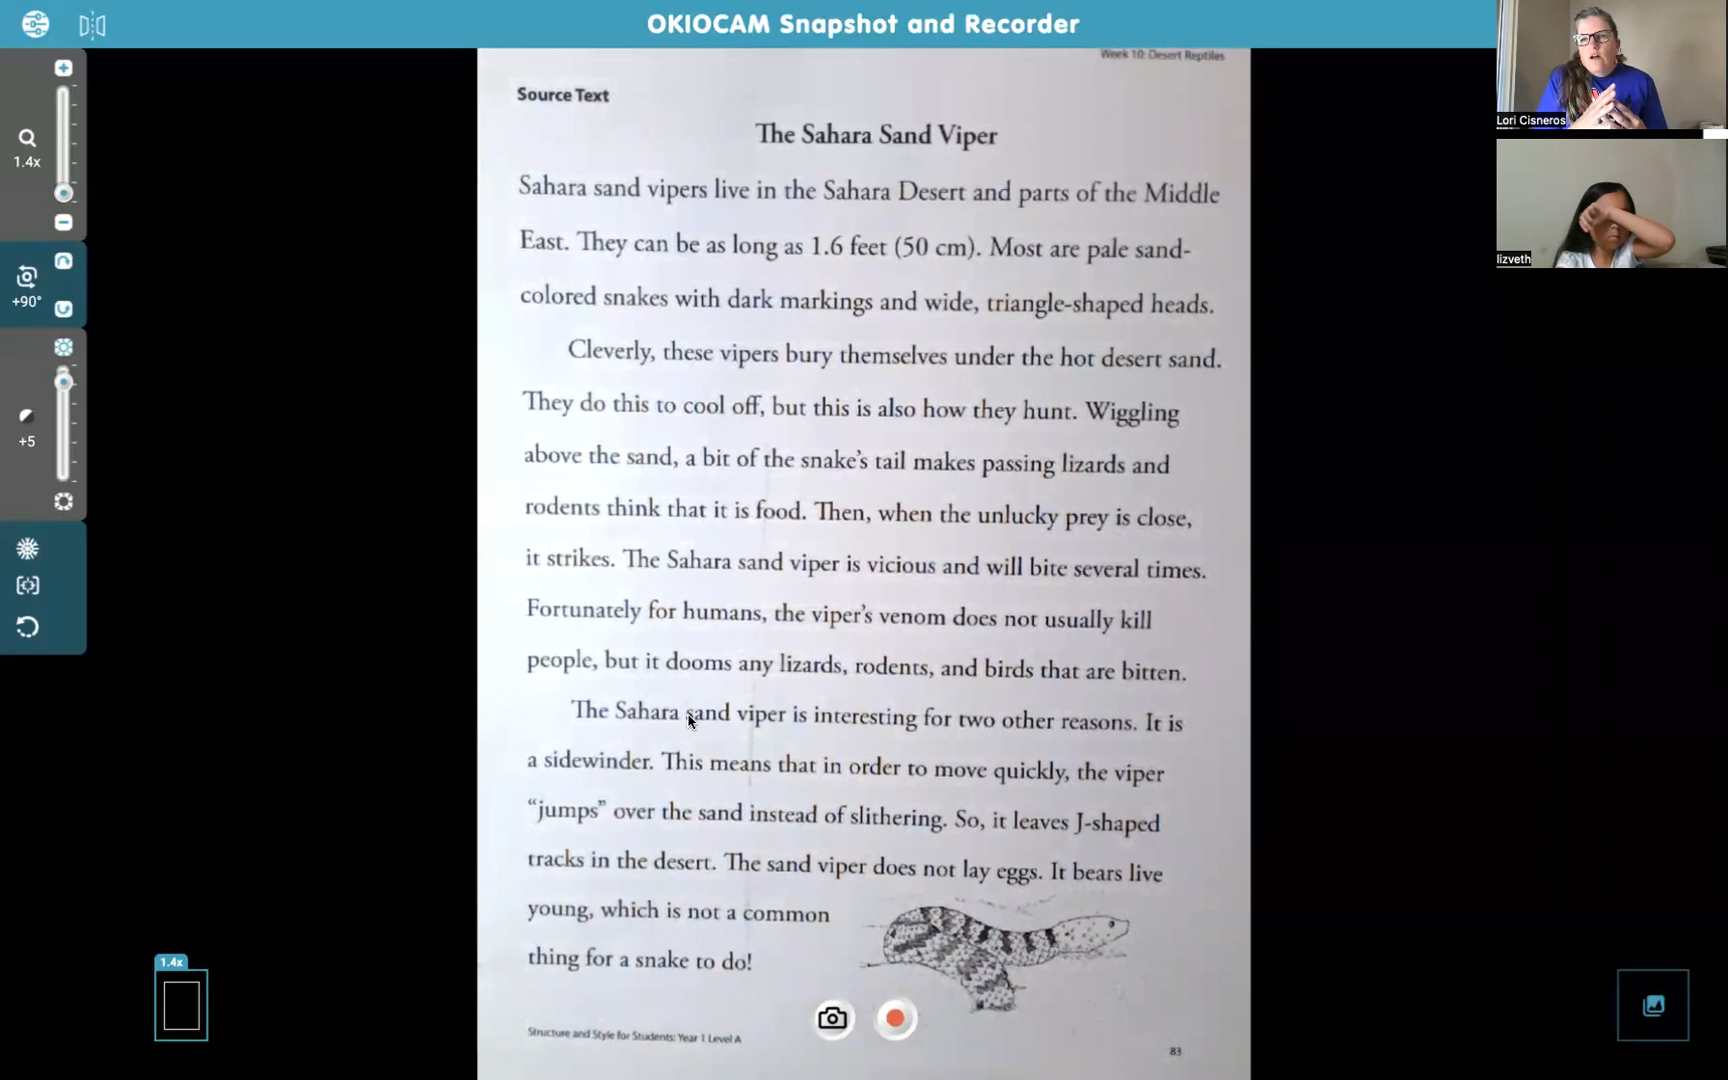 OKIOCAM Snapshot and Recorder
Week 10: Desert Reptiles
Source Text
The Sahara Sand Viper
Sahara sand vipers live in the Sahara Desert and parts of the Middle
East. They can be as long as 1.6 feet (50 cm). Most are pale sand-
colored snakes with dark markings and wide, triangle-shaped heads.
Cleverly, these vipers bury themselves under the hot desert sand.
They do this to cool off, but this is also how they hunt. Wiggling
above the sand, a bit of the snake's tail makes passing lizards and
rodents think that it is food. Then, when the unlucky prey is close,
it strikes. The Sahara sand viper is vicious and will bite several times.
Fortunately for humans, the viper's venom does not usually kill
people, but it dooms any lizards, rodents, and birds that are bitten.
The Sahara sand viper is interesting for two other reasons. It is
a sidewinder. This means that in order to move quickly, the viper
“jumps” over the sand instead of slithering. So, it leaves J-shaped
tracks in the desert. The sand viper does not lay eggs. It bears live
young, which is not a common
thing for a snake to do!
Structure and Style for Students: Year 1 Level A
83
1.4x
+90°
+5
1.4x
Lori Cisneros
lizveth